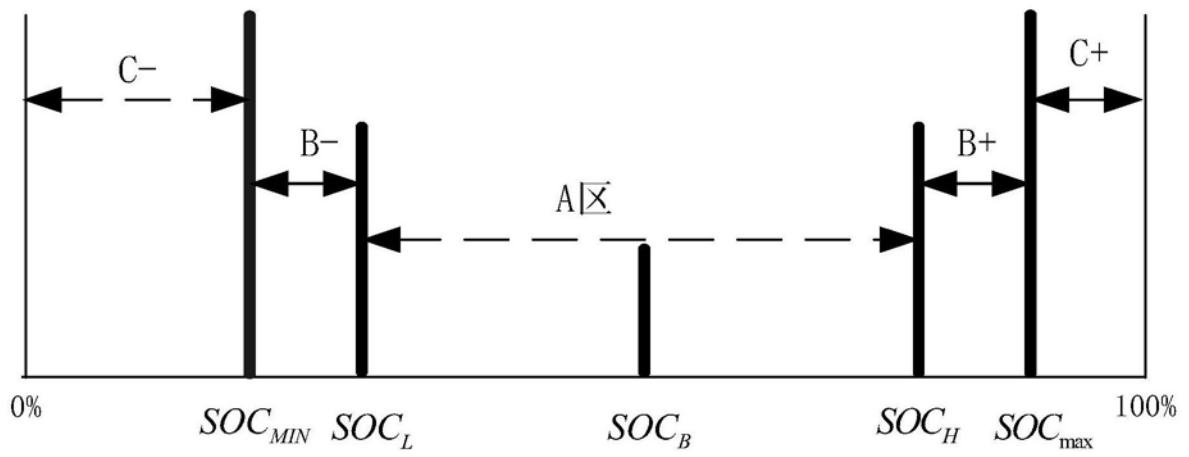 C-
C+
B-
B+
A区
0%
SOC_MIN
SOC_L
SOC_B
SOC_H
SOC_max
100%